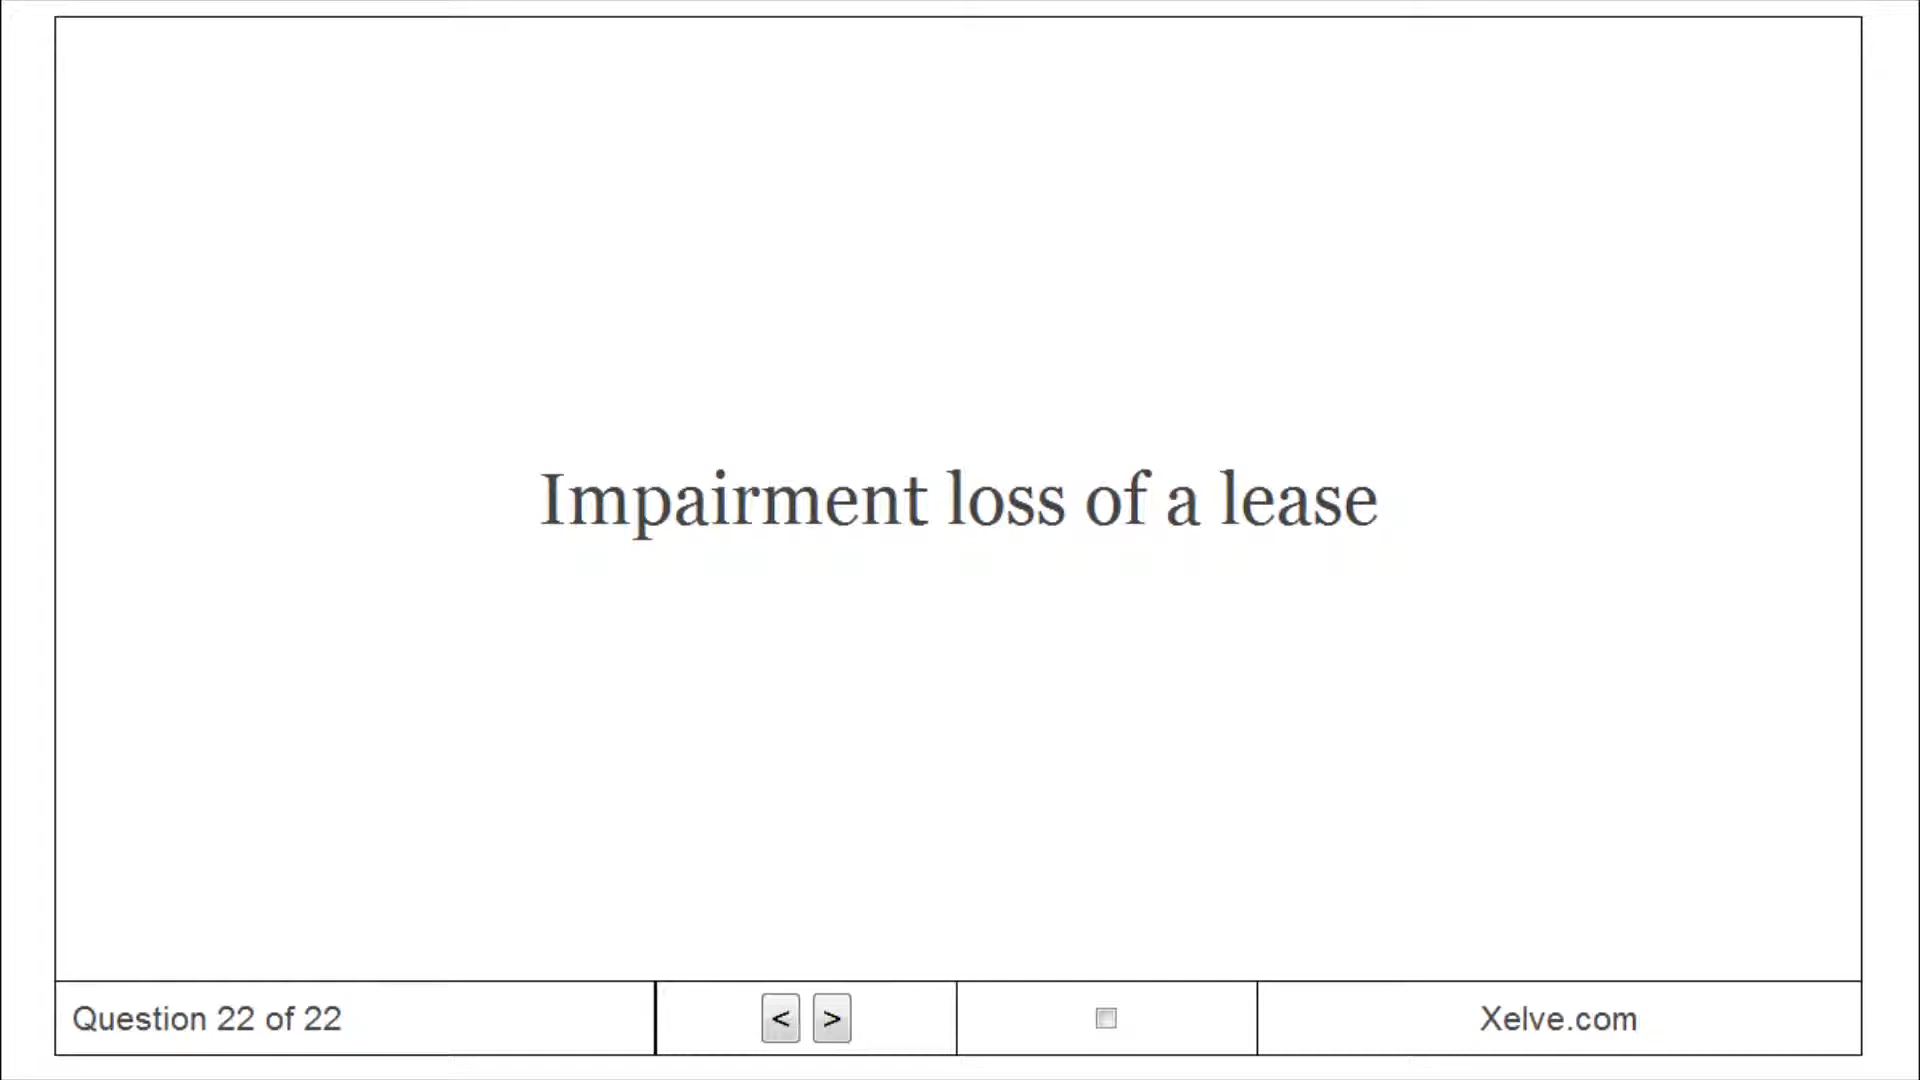 Impairment loss of a lease
Question 22 of 22
<
>
Xelve.com